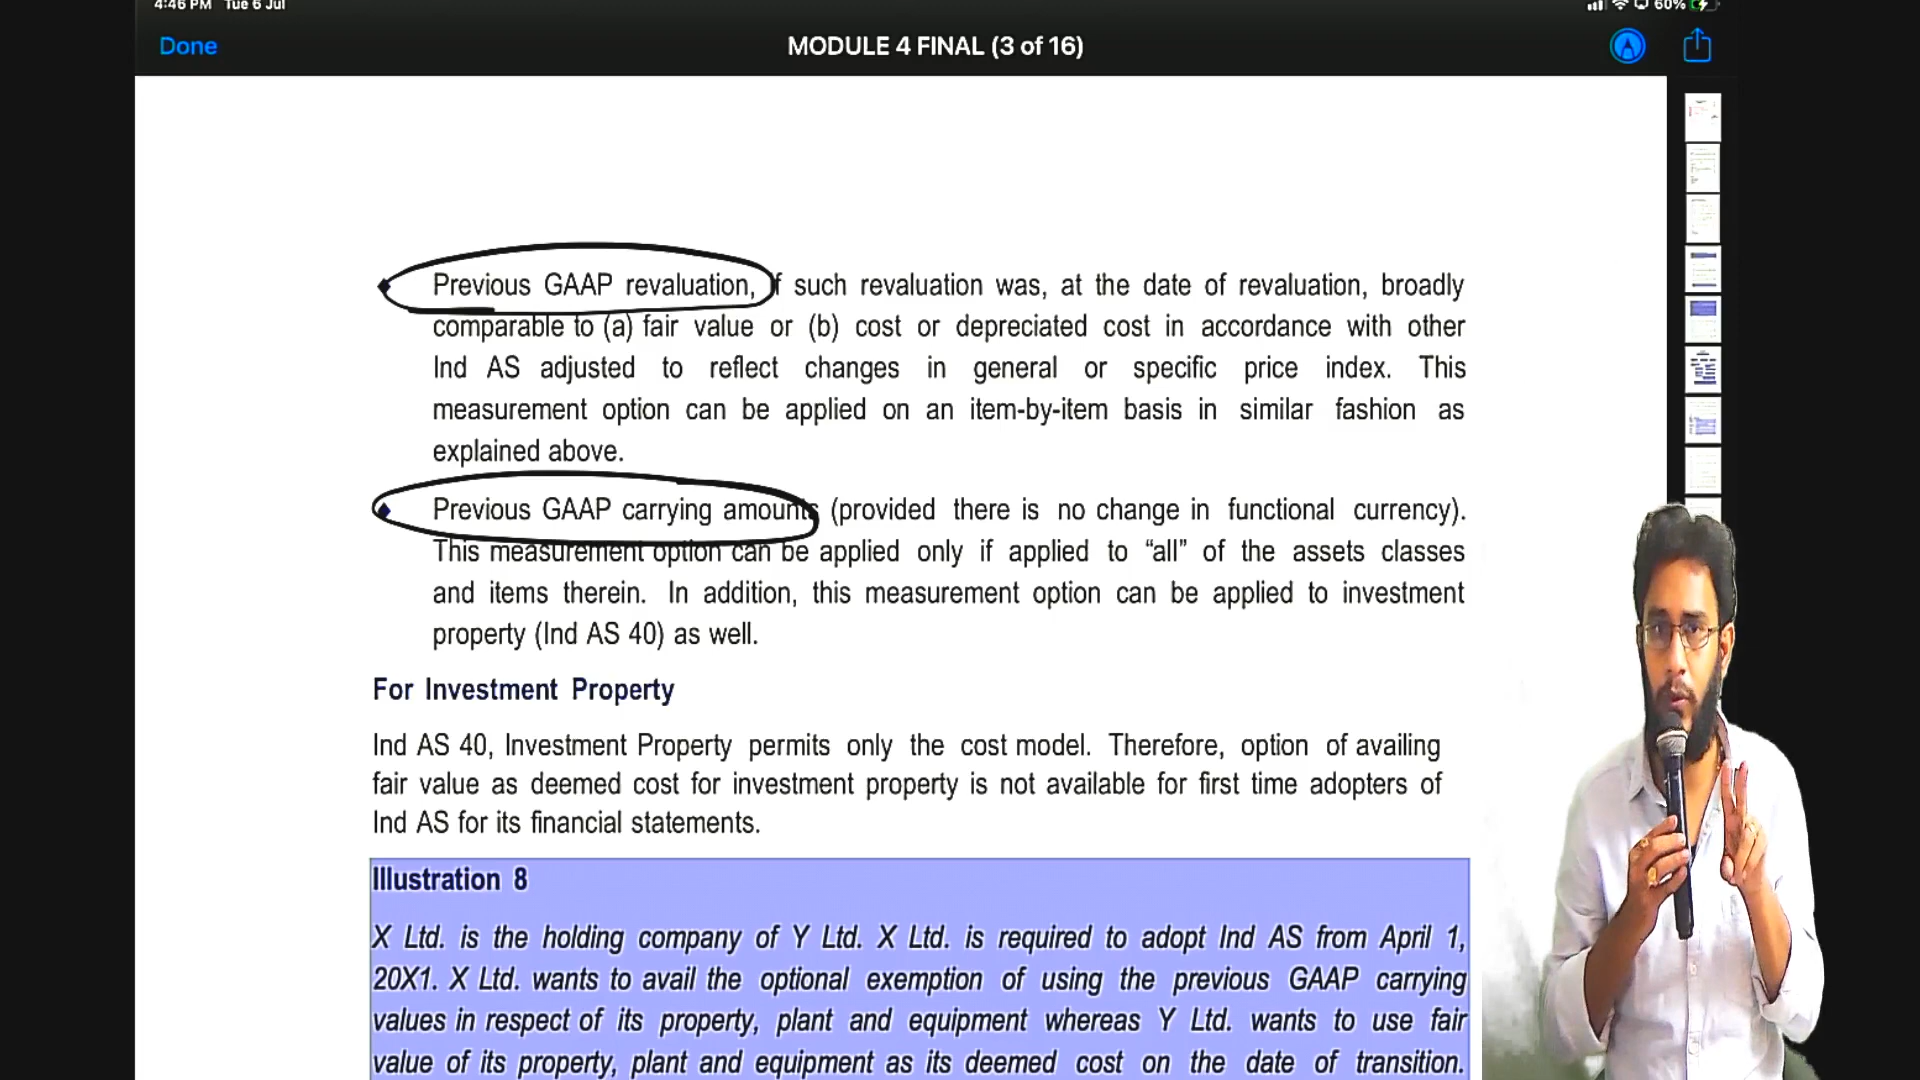 4:46 PM Tue 6 Jul
60%
Done
MODULE 4 FINAL (3 of 16)
Previous GAAP revaluation, if such revaluation was, at the date of revaluation, broadly
comparable to (a) fair value or (b) cost or depreciated cost in accordance with other
Ind AS adjusted to reflect changes in general or specific price index. This
measurement option can be applied on an item-by-item basis in similar fashion as
explained above.
Previous GAAP carrying amounts (provided there is no change in functional currency).
This measurement option can be applied only if applied to “all” of the assets classes
and items therein. In addition, this measurement option can be applied to investment
property (Ind AS 40) as well.
For Investment Property
Ind AS 40, Investment Property permits only the cost model. Therefore, option of availing
fair value as deemed cost for investment property is not available for first time adopters of
Ind AS for its financial statements.
Illustration 8
X Ltd. is the holding company of Y Ltd. X Ltd. is required to adopt Ind AS from April 1,
20X1. X Ltd. wants to avail the optional exemption of using the previous GAAP carrying
values in respect of its property, plant and equipment whereas Y Ltd. wants to use fair
value of its property, plant and equipment as its deemed cost on the date of transition.